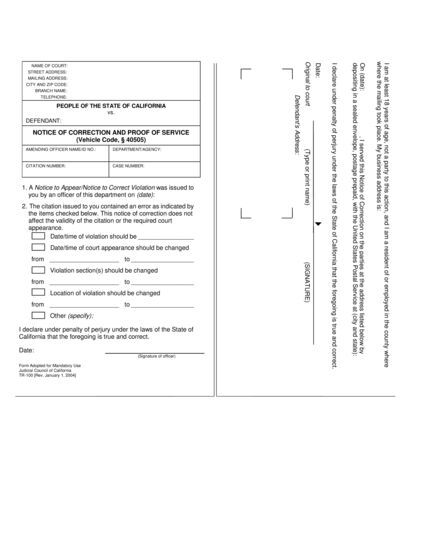 NAME OF COURT:
STREET ADDRESS:
MAILING ADDRESS:
CITY AND ZIP CODE:
BRANCH NAME:
TELEPHONE:
PEOPLE OF THE STATE OF CALIFORNIA
vs.
DEFENDANT:
NOTICE OF CORRECTION AND PROOF OF SERVICE
(Vehicle Code, § 40505)
AMENDING OFFICER NAME/ID NO.: DEPARTMENT/AGENCY:
CITATION NUMBER: CASE NUMBER:
1. A Notice to Appear/Notice to Correct Violation was issued to
you by an officer of this department on (date):
2. The citation issued to you contained an error as indicated by
the items checked below. This notice of correction does not
affect the validity of the citation or the required court
appearance.
Date/time of violation should be
Date/time of court appearance should be changed
from to
Violation section(s) should be changed
from to
Location of violation should be changed
from to
Other (specify):
I declare under penalty of perjury under the laws of the State of
California that the foregoing is true and correct.
Date:
(Signature of officer)
Form Adopted for Mandatory Use
Judicial Council of California
TR-100 [Rev. January 1, 2004]
I am at least 18 years of age, not a party to this action, and I am a resident of or employed in the county where
where the mailing took place. My business address is:
On (date): , I served this Notice of Correction on the parties at the address listed below by
depositing in a sealed envelope, postage prepaid, with the United States Postal Service at (city and state):
I declare under penalty of perjury under the laws of the State of California that the foregoing is true and correct.
Date:
(Type or print name) (SIGNATURE)
Original to court
Defendant's Address: